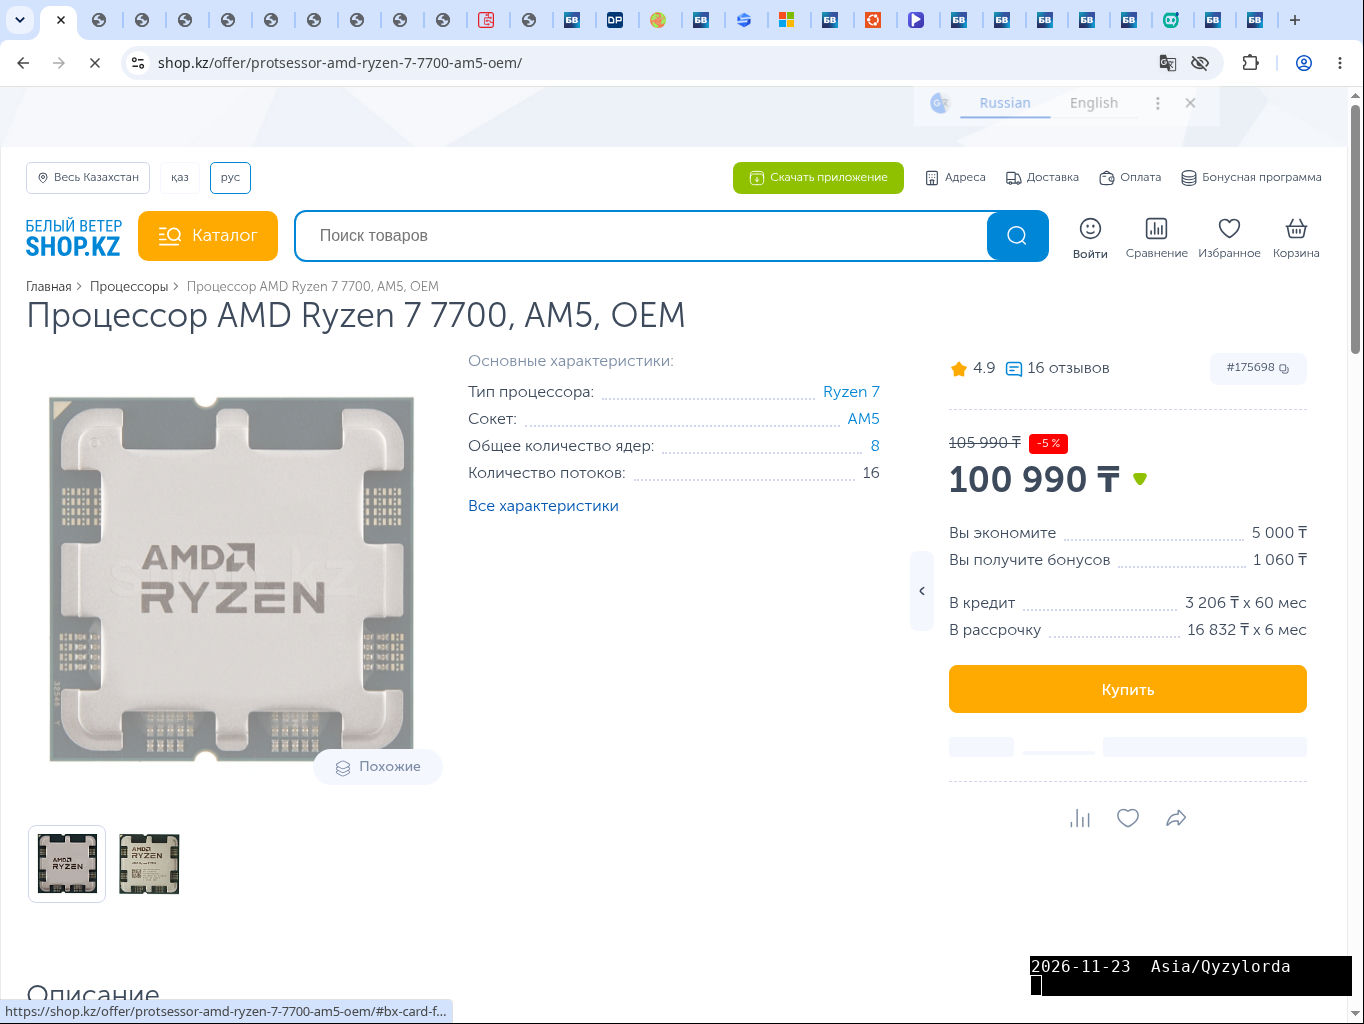 shop.kz/offer/protsessor-amd-ryzen-7-7700-am5-oem/
Russian English
Весь Казахстан қаз рус Скачать приложение Адреса Доставка Оплата Бонусная программа
БЕЛЫЙ ВЕТЕР
SHOP.KZ
Каталог
Поиск товаров
Войти Сравнение Избранное Корзина
Главная Процессоры Процессор AMD Ryzen 7 7700, AM5, OEM
Процессор AMD Ryzen 7 7700, AM5, OEM
AMD
RYZEN
Похожие
AMD
RYZEN
AMD
RYZEN
Основные характеристики:
Тип процессора: Ryzen 7
Сокет: AM5
Общее количество ядер: 8
Количество потоков: 16
Все характеристики
4.9 16 отзывов #175698
105 990 ₸ -5 %
100 990 ₸
Вы экономите 5 000 ₸
Вы получите бонусов 1 060 ₸
В кредит 3 206 ₸ x 60 мес
В рассрочку 16 832 ₸ x 6 мес
Купить
Описание
2026-11-23 Asia/Qyzylorda
https://shop.kz/offer/protsessor-amd-ryzen-7-7700-am5-oem/#bx-card-f...